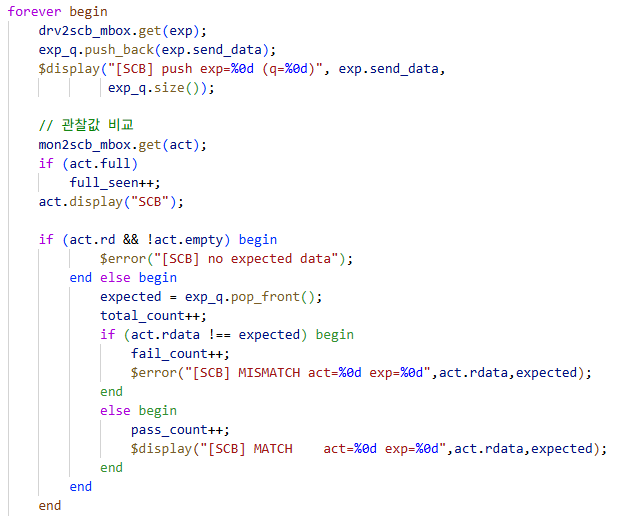 forever begin
drv2scb_mbox.get(exp);
exp_q.push_back(exp.send_data);
$display("[SCB] push exp=%0d (q=%0d)", exp.send_data,
exp_q.size());
// 관찰값 비교
mon2scb_mbox.get(act);
if (act.full)
full_seen++;
act.display("SCB");
if (act.rd && !act.empty) begin
$error("[SCB] no expected data");
end else begin
expected = exp_q.pop_front();
total_count++;
if (act.rdata !== expected) begin
fail_count++;
$error("[SCB] MISMATCH act=%0d exp=%0d",act.rdata,expected);
end
else begin
pass_count++;
$display("[SCB] MATCH    act=%0d exp=%0d",act.rdata,expected);
end
end
end